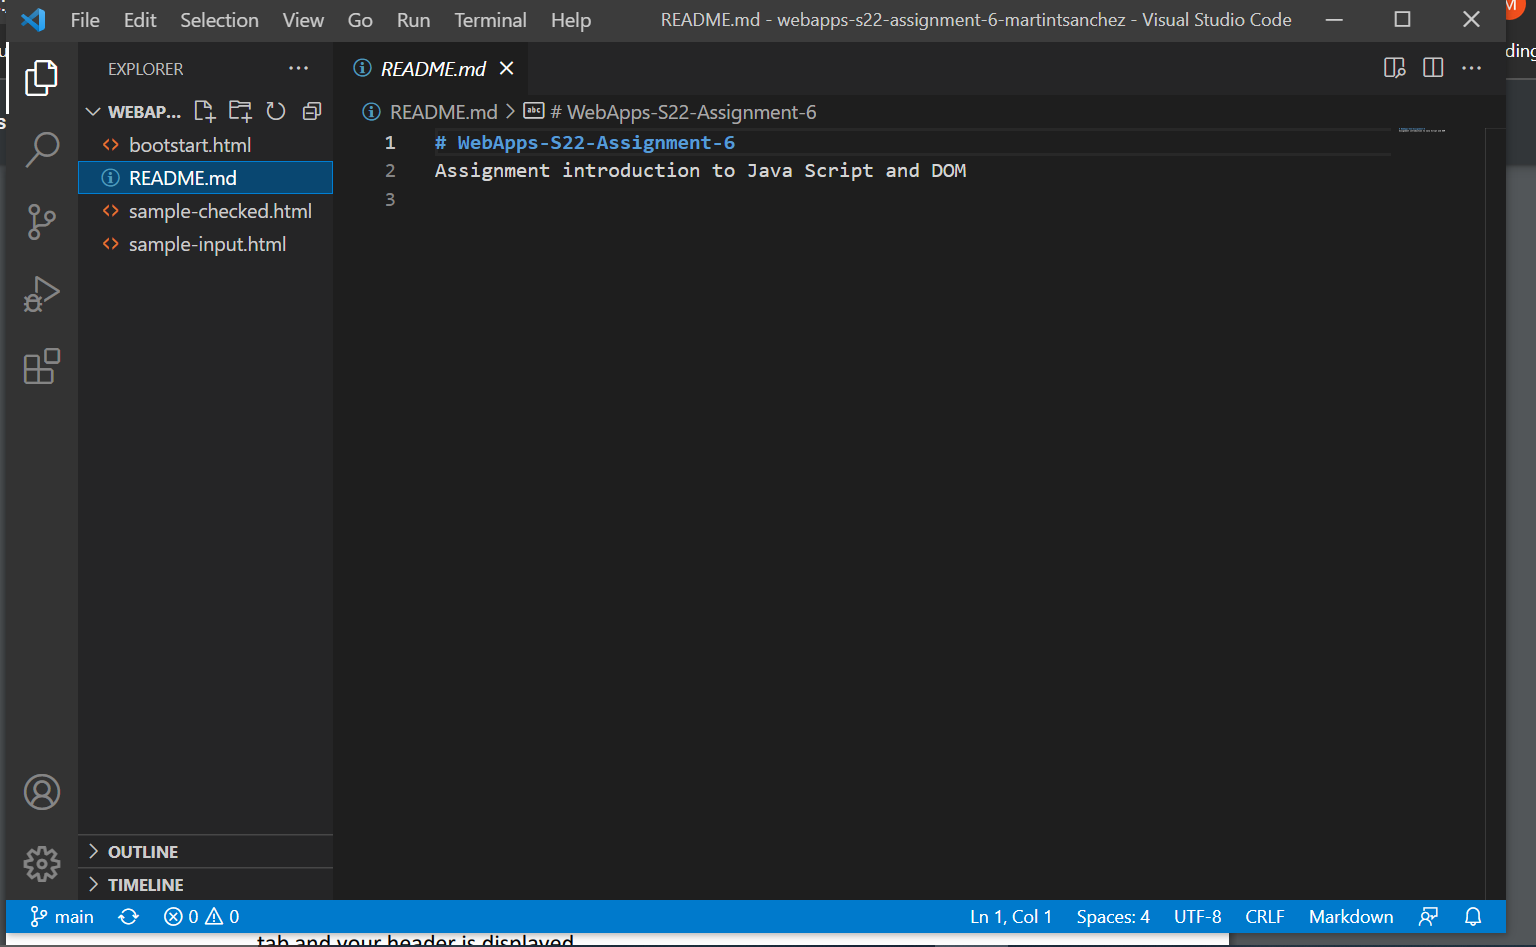 File Edit Selection View Go Run Terminal Help README.md - webapps-s22-assignment-6-martintsanchez - Visual Studio Code
EXPLORER
README.md
WEBAP...
README.md > # WebApps-S22-Assignment-6
bootstart.html
README.md
sample-checked.html
sample-input.html
1 # WebApps-S22-Assignment-6
2 Assignment introduction to Java Script and DOM
3
OUTLINE
TIMELINE
main 0 0 Ln 1, Col 1 Spaces: 4 UTF-8 CRLF Markdown
tab and your header is displayed